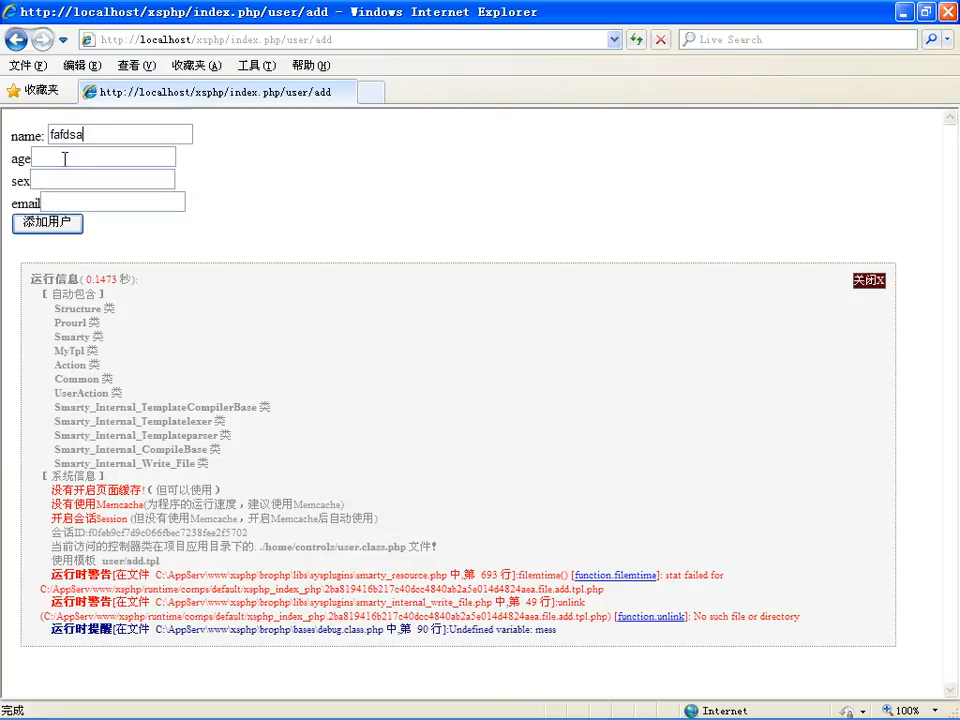 http://localhost/xsphp/index.php/user/add - Windows Internet Explorer
http://localhost/xsphp/index.php/user/add
Live Search
文件(F) 编辑(E) 查看(V) 收藏夹(A) 工具(T) 帮助(H)
收藏夹
http://localhost/xsphp/index.php/user/add
name: fafdsa
age
sex
email
添加用户
运行信息( 0.1473 秒):
关闭X
[ 自动包含 ]
Structure 类
Prourl 类
Smarty 类
MyTpl 类
Action 类
Common 类
UserAction 类
Smarty_Internal_TemplateCompilerBase 类
Smarty_Internal_Templatelexer 类
Smarty_Internal_Templateparser 类
Smarty_Internal_CompileBase 类
Smarty_Internal_Write_File 类
[ 系统信息 ]
没有开启页面缓存!( 但可以使用 )
没有使用Memcache(为程序的运行速度，建议使用Memcache)
开启会话Session (但没有使用Memcache，开启Memcache后自动使用)
会话ID:f0feb9cf7d9c066fbec7238fee2f5702
当前访问的控制器类在项目应用目录下的: ./home/controls/user.class.php 文件！
使用模板 user/add.tpl
运行时警告[在文件 C:\AppServ\www\xsphp\brophp\libs\sysplugins\smarty_resource.php 中,第 693 行]:filemtime() [function.filemtime]: stat failed for
C:/AppServ/www/xsphp/runtime/comps/default/xsphp_index_php\2ba819416b217c40dcc4840ab2a5e014d4824aea.file.add.tpl.php
运行时警告[在文件 C:\AppServ\www\xsphp\brophp\libs\sysplugins\smarty_internal_write_file.php 中,第 49 行]:unlink
(C:/AppServ/www/xsphp/runtime/comps/default/xsphp_index_php\2ba819416b217c40dcc4840ab2a5e014d4824aea.file.add.tpl.php) [function.unlink]: No such file or directory
运行时提醒[在文件 C:\AppServ\www\xsphp\brophp\bases\debug.class.php 中,第 90 行]:Undefined variable: mess
完成
Internet
100%